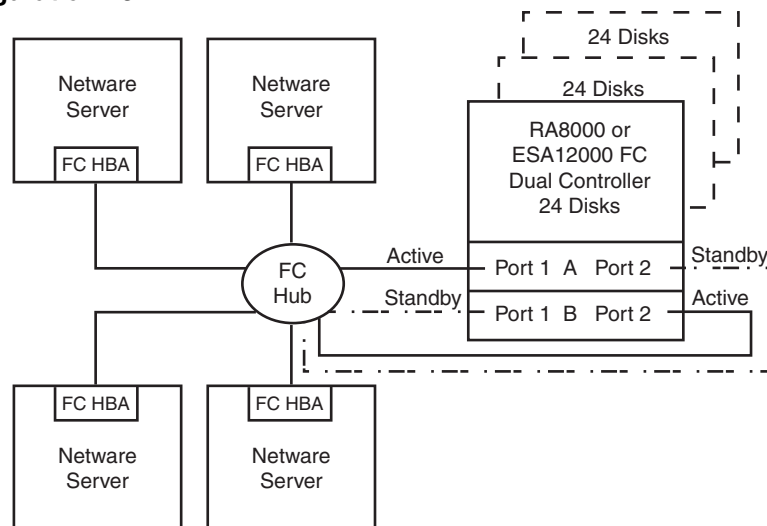 24 Disks
24 Disks
Netware
Server
FC HBA
Netware
Server
FC HBA
RA8000 or
ESA12000 FC
Dual Controller
24 Disks
FC
Hub
Active
Port 1 A Port 2
Standby
Standby
Port 1 B Port 2
Active
FC HBA
Netware
Server
FC HBA
Netware
Server